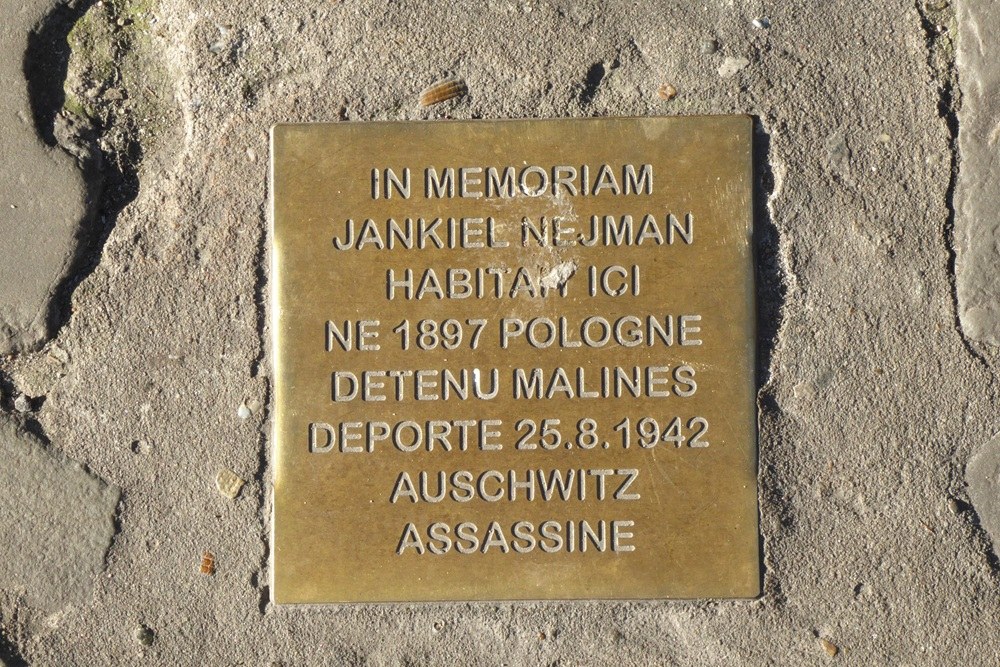 IN MEMORIAM
JANKIEL NEJMAN
HABITAIT ICI
NE 1897 POLOGNE
DETENU MALINES
DEPORTE 25.8.1942
AUSCHWITZ
ASSASSINE